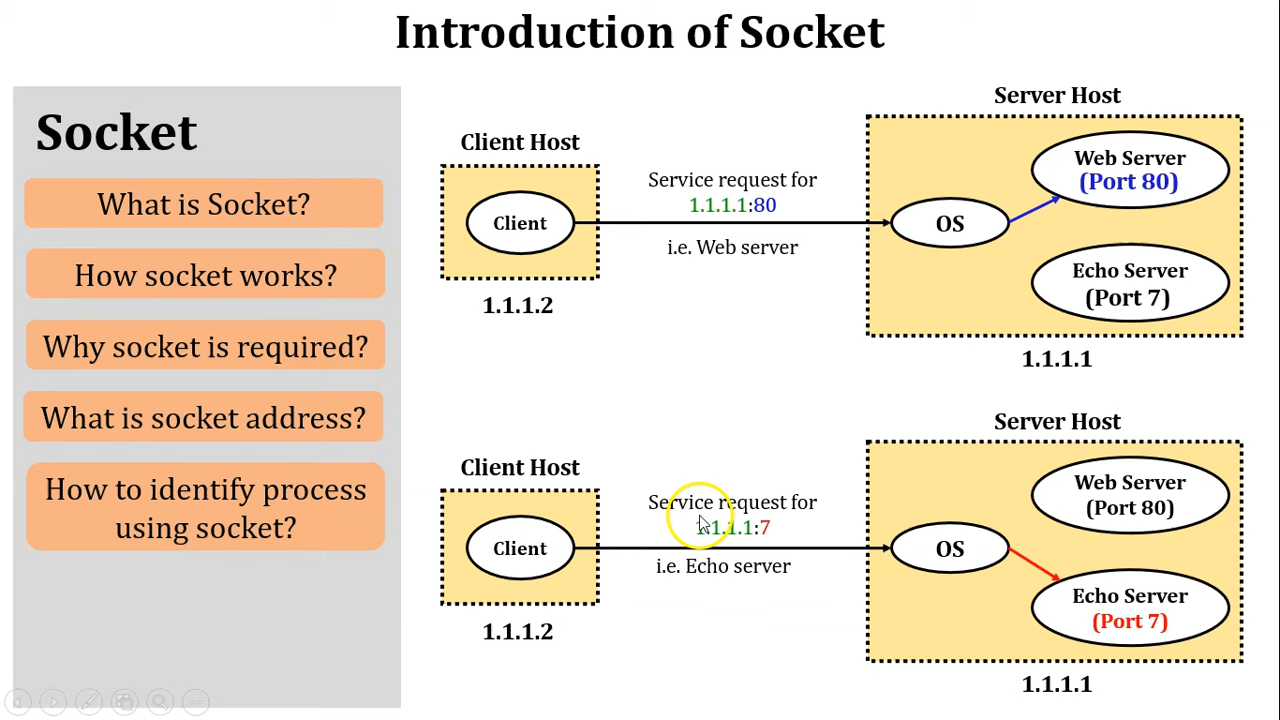 Introduction of Socket
Socket
What is Socket?
How socket works?
Why socket is required?
What is socket address?
How to identify process
using socket?
Client Host
Client
1.1.1.2
Service request for
1.1.1.1:80
i.e. Web server
Server Host
OS
Web Server
(Port 80)
Echo Server
(Port 7)
1.1.1.1
Client Host
Client
1.1.1.2
Service request for
1.1.1.1:7
i.e. Echo server
Server Host
OS
Web Server
(Port 80)
Echo Server
(Port 7)
1.1.1.1